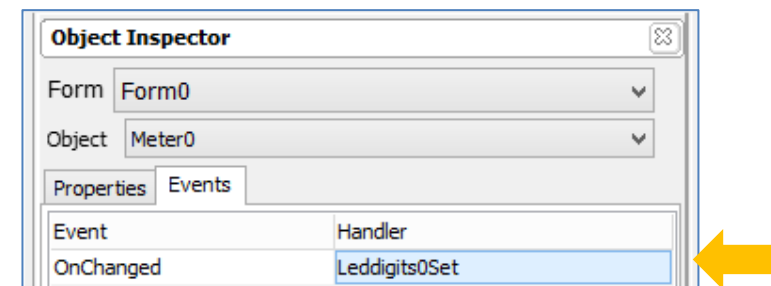 Object Inspector
Form Form0
Object Meter0
Properties Events
Event Handler
OnChanged Leddigits0Set